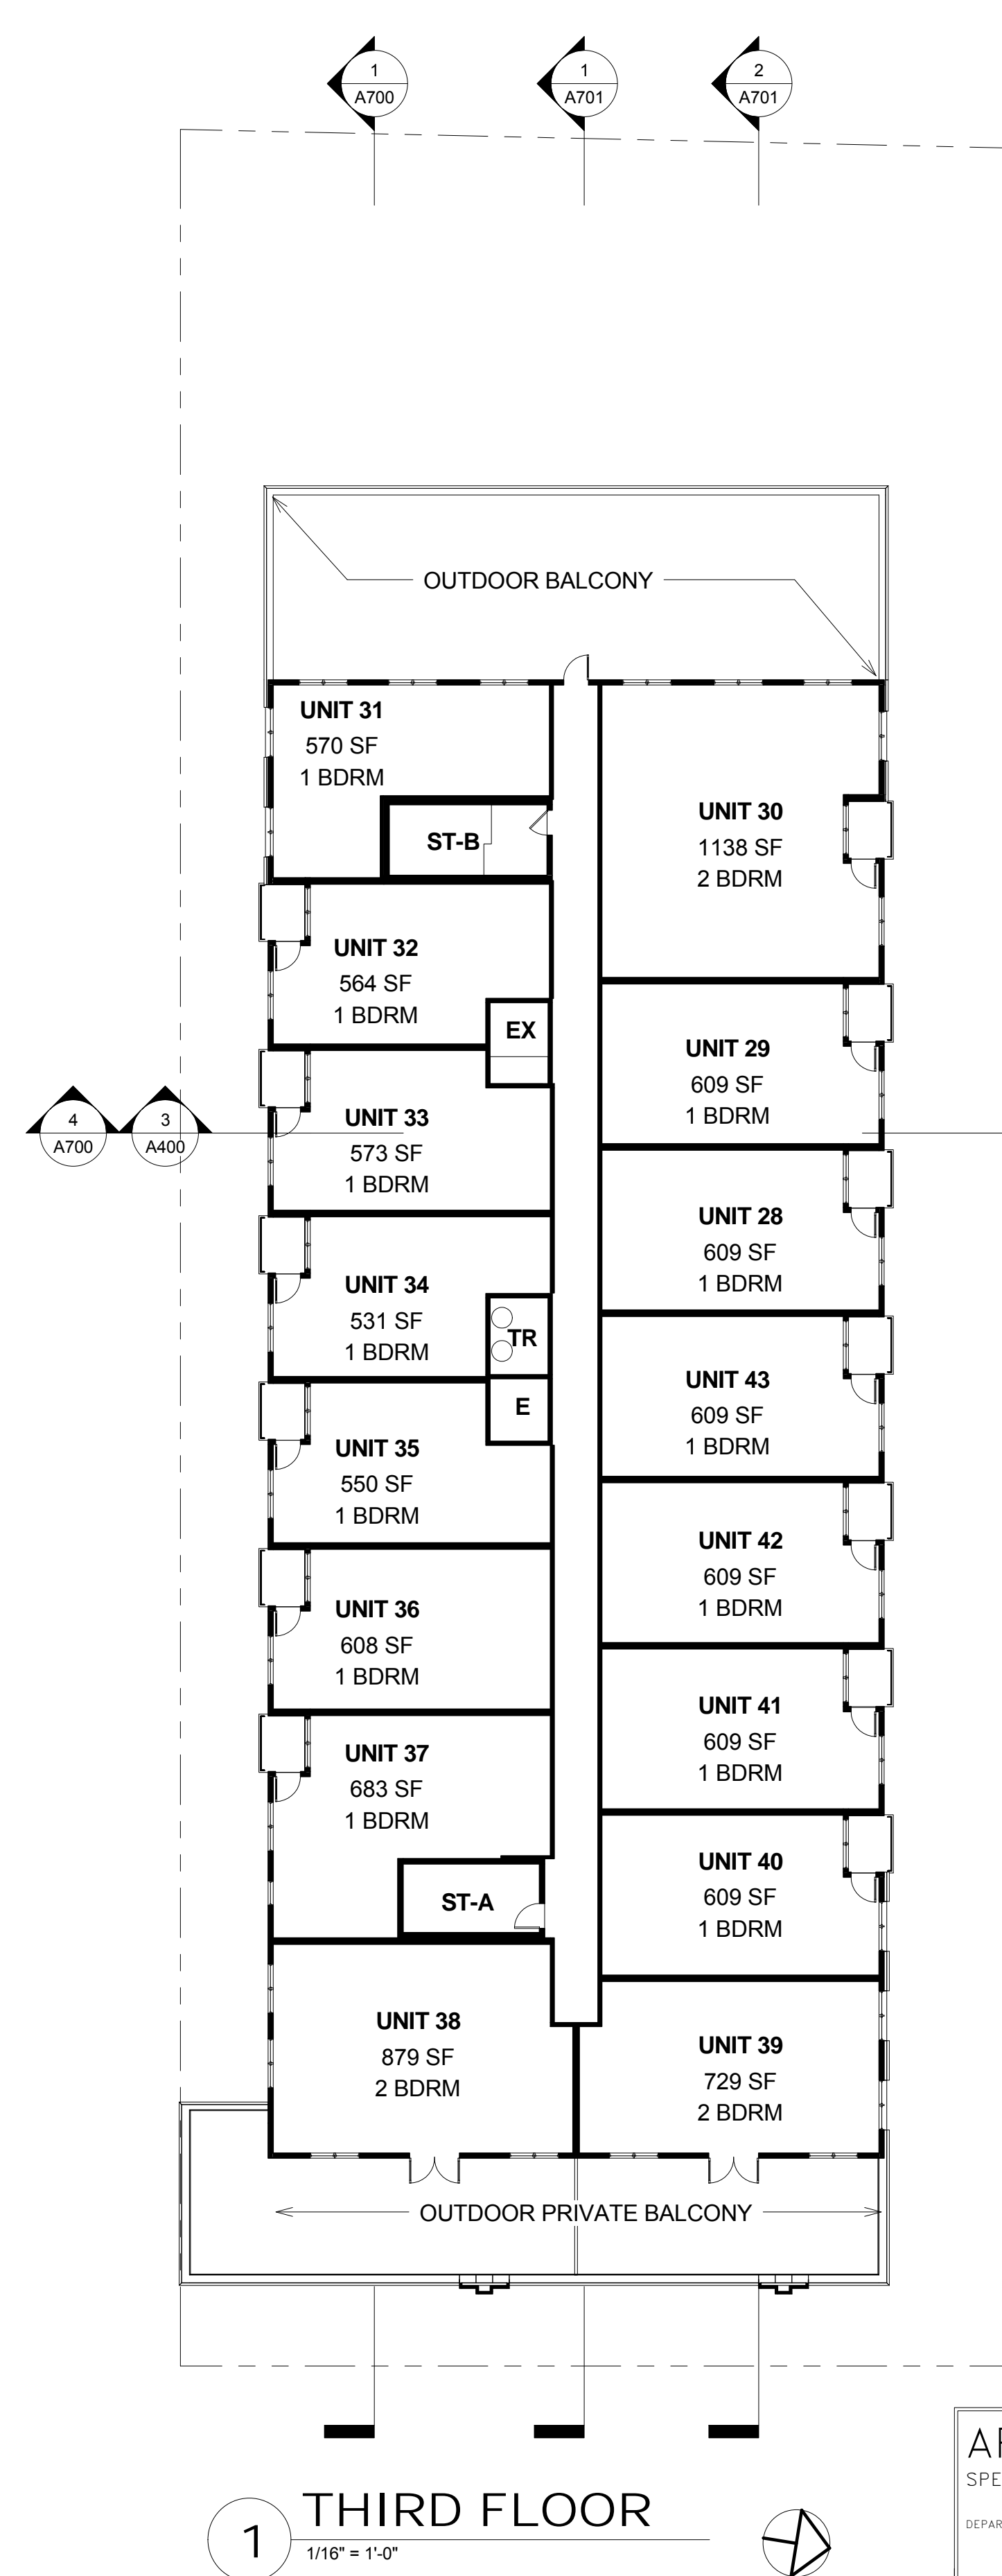 1
A700
1
A701
2
A701
OUTDOOR BALCONY
UNIT 31
570 SF
1 BDRM
ST-B
UNIT 30
1138 SF
2 BDRM
UNIT 32
564 SF
1 BDRM
EX
UNIT 29
609 SF
1 BDRM
4
A700
3
A400
UNIT 33
573 SF
1 BDRM
UNIT 28
609 SF
1 BDRM
UNIT 34
531 SF
1 BDRM
TR
E
UNIT 43
609 SF
1 BDRM
UNIT 35
550 SF
1 BDRM
UNIT 42
609 SF
1 BDRM
UNIT 36
608 SF
1 BDRM
UNIT 41
609 SF
1 BDRM
UNIT 37
683 SF
1 BDRM
ST-A
UNIT 40
609 SF
1 BDRM
UNIT 38
879 SF
2 BDRM
UNIT 39
729 SF
2 BDRM
OUTDOOR PRIVATE BALCONY
1
THIRD FLOOR
1/16" = 1'-0"
SPE
DEPAR